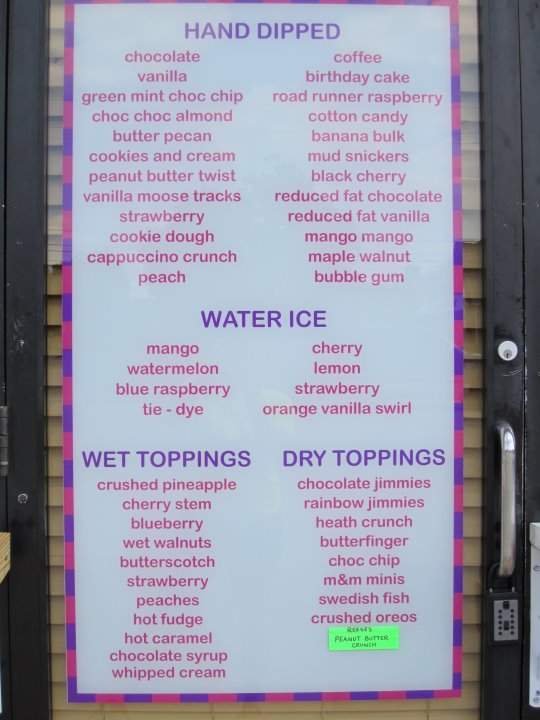 HAND DIPPED
chocolate
vanilla
green mint choc chip
choc choc almond
butter pecan
cookies and cream
peanut butter twist
vanilla moose tracks
strawberry
cookie dough
cappuccino crunch
peach
coffee
birthday cake
road runner raspberry
cotton candy
banana bulk
mud snickers
black cherry
reduced fat chocolate
reduced fat vanilla
mango mango
maple walnut
bubble gum
WATER ICE
mango
watermelon
blue raspberry
tie - dye
cherry
lemon
strawberry
orange vanilla swirl
WET TOPPINGS
crushed pineapple
cherry stem
blueberry
wet walnuts
butterscotch
strawberry
peaches
hot fudge
hot caramel
chocolate syrup
whipped cream
DRY TOPPINGS
chocolate jimmies
rainbow jimmies
heath crunch
butterfinger
choc chip
m&m minis
swedish fish
crushed oreos
REESE'S
PEANUT BUTTER
CRUNCH